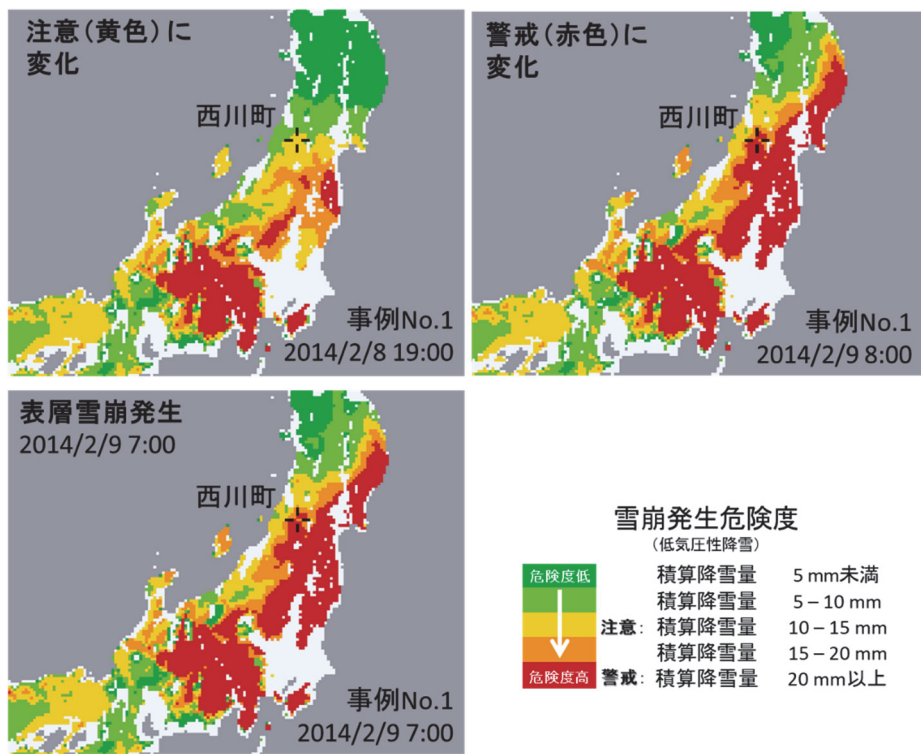 注意（黄色）に
変化
西川町
事例No.1
2014/2/8 19:00
警戒（赤色）に
変化
西川町
事例No.1
2014/2/9 8:00
表層雪崩発生
2014/2/9 7:00
西川町
事例No.1
2014/2/9 7:00
雪崩発生危険度
（低気圧性降雪）
危険度低 積算降雪量 5 mm未満
積算降雪量 5 – 10 mm
注意： 積算降雪量 10 – 15 mm
積算降雪量 15 – 20 mm
危険度高 警戒： 積算降雪量 20 mm以上